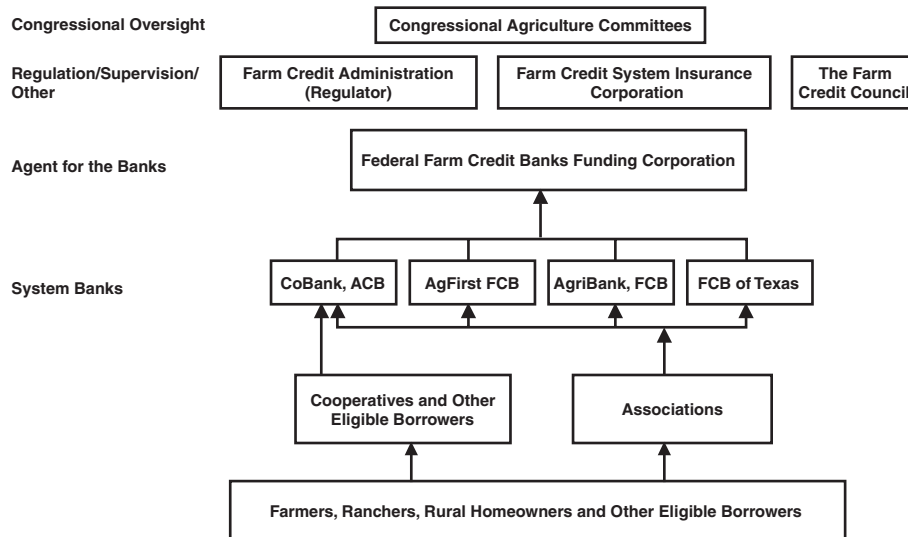 Congressional Oversight
Congressional Agriculture Committees
Regulation/Supervision/
Other
Farm Credit Administration
(Regulator)
Farm Credit System Insurance
Corporation
The Farm
Credit Council
Agent for the Banks
Federal Farm Credit Banks Funding Corporation
System Banks
CoBank, ACB
AgFirst FCB
AgriBank, FCB
FCB of Texas
Cooperatives and Other
Eligible Borrowers
Associations
Farmers, Ranchers, Rural Homeowners and Other Eligible Borrowers